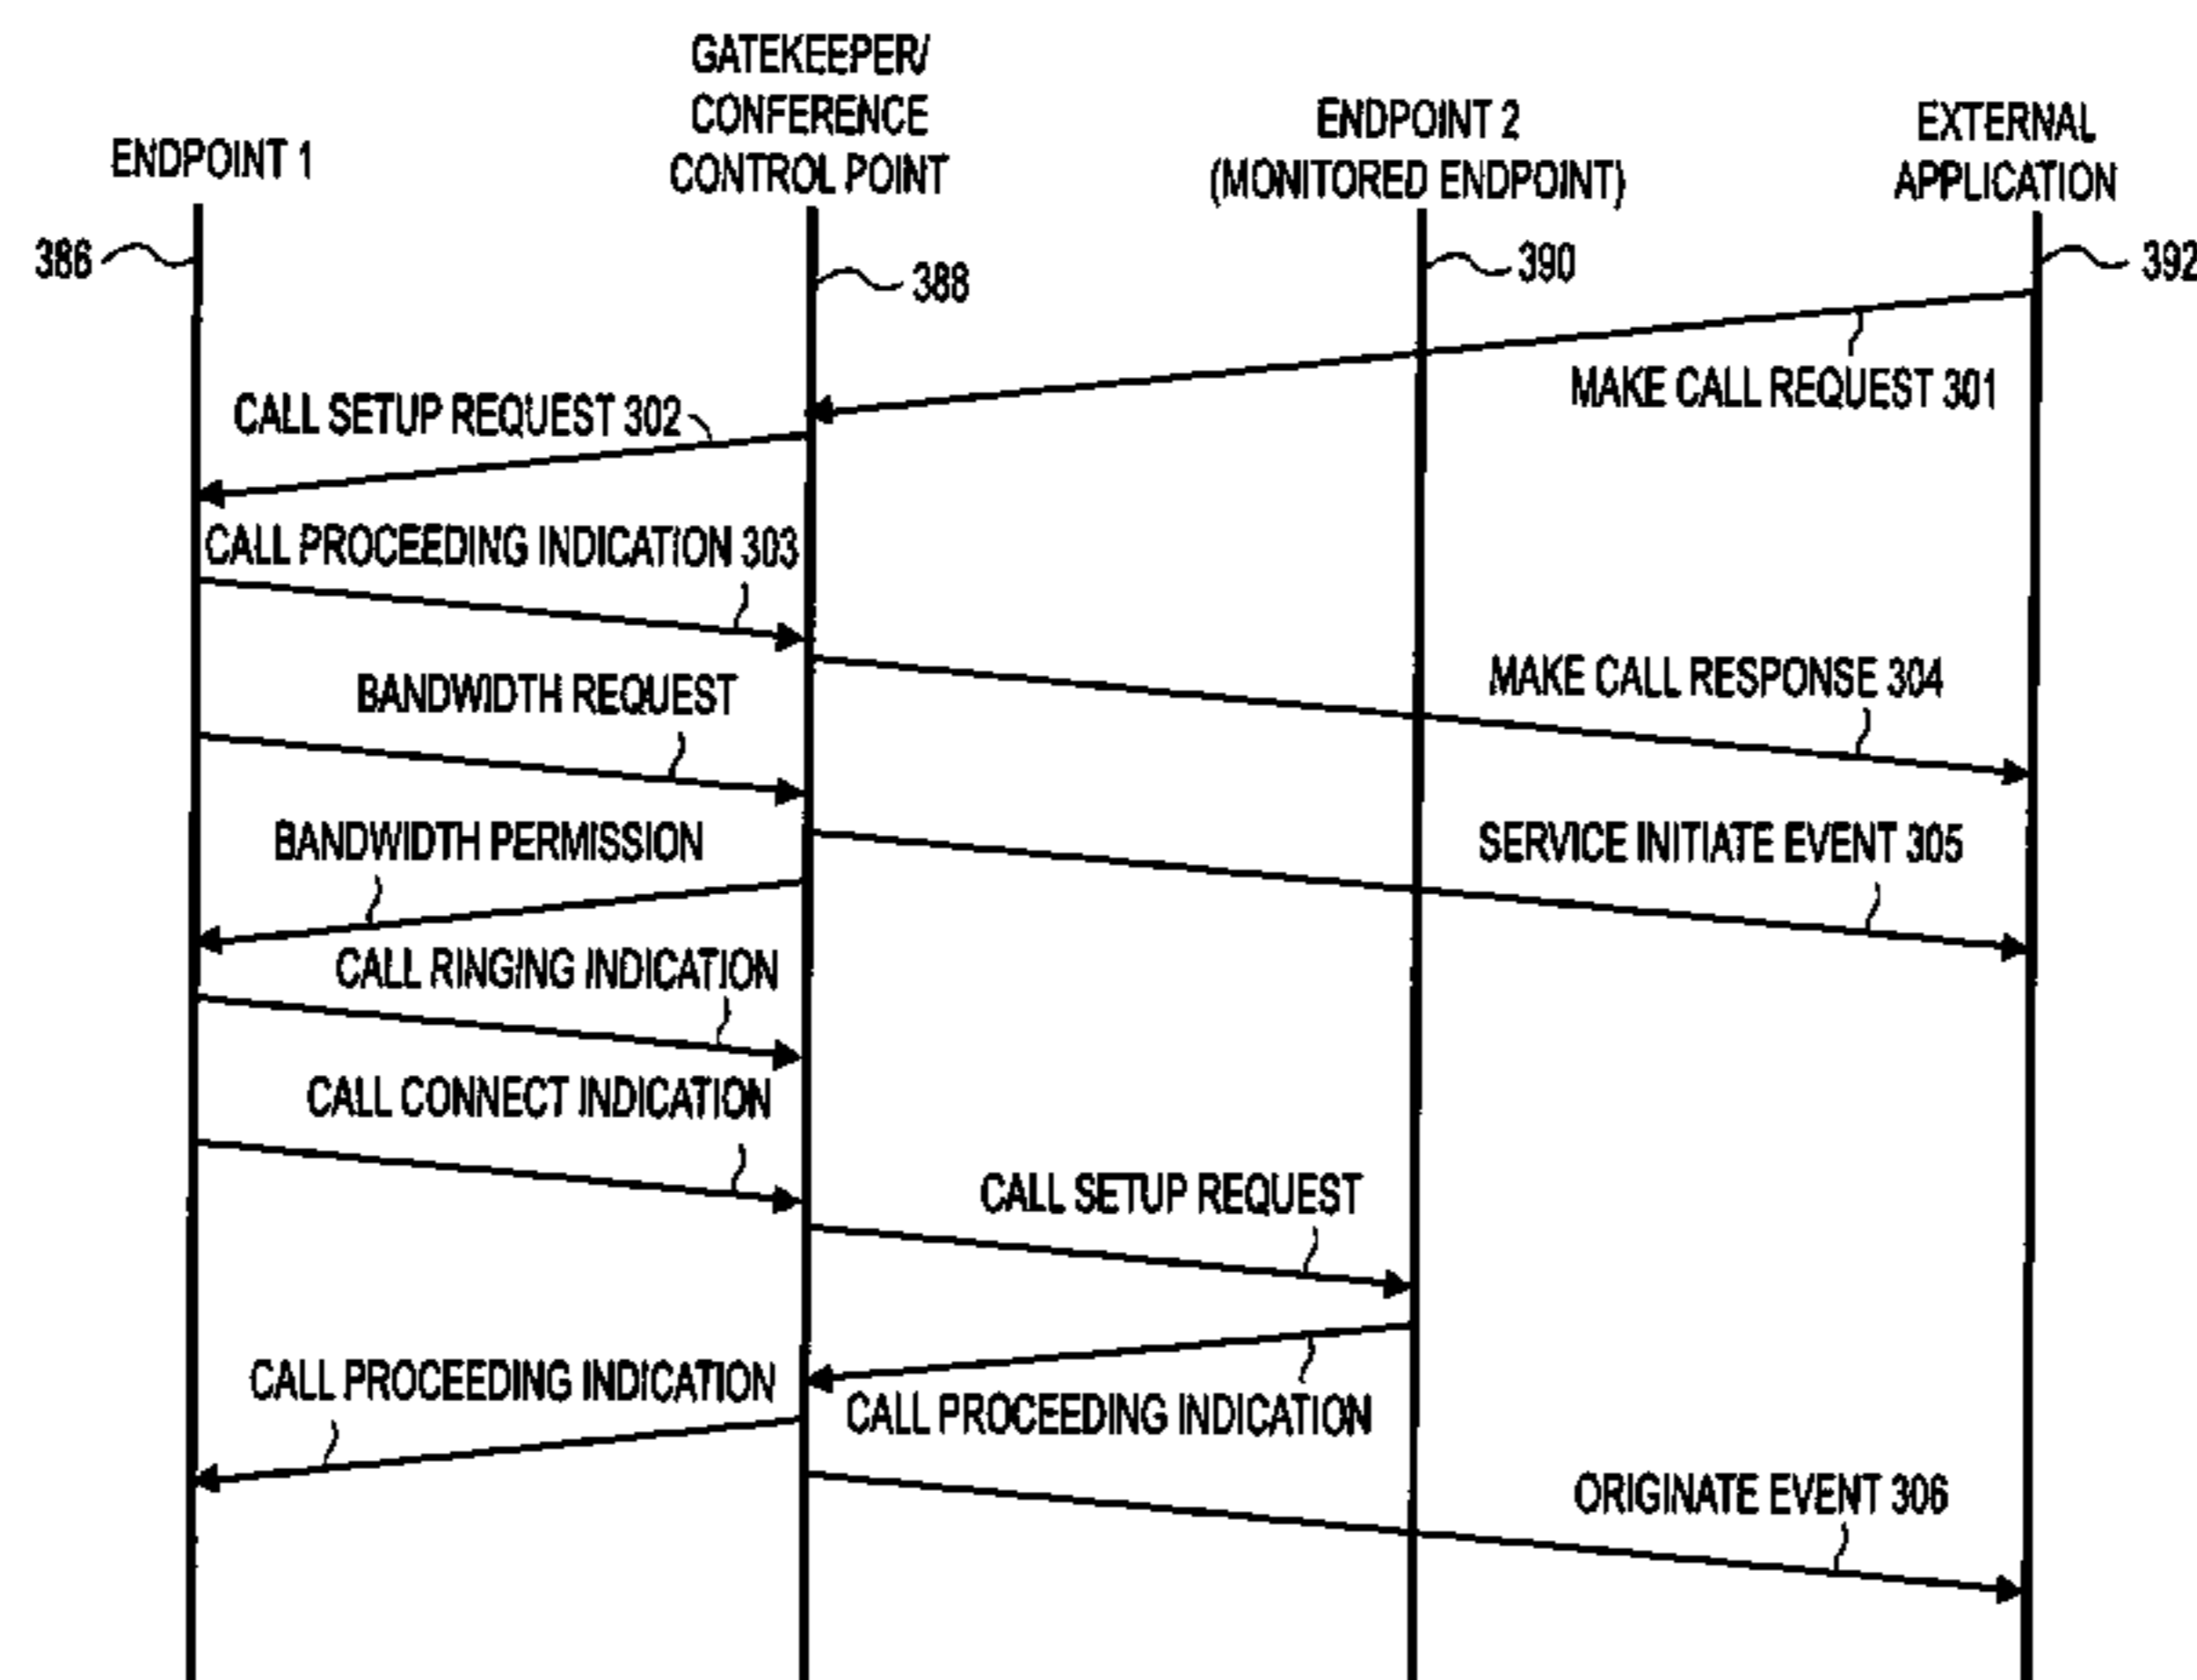 GATEKEEPER/
CONFERENCE
CONTROL POINT
ENDPOINT 1
ENDPOINT 2
(MONITORED ENDPOINT)
EXTERNAL
APPLICATION
386
388
390
392
MAKE CALL REQUEST 301
CALL SETUP REQUEST 302
CALL PROCEEDING INDICATION 303
MAKE CALL RESPONSE 304
BANDWIDTH REQUEST
SERVICE INITIATE EVENT 305
BANDWIDTH PERMISSION
CALL RINGING INDICATION
CALL CONNECT INDICATION
CALL SETUP REQUEST
CALL PROCEEDING INDICATION
CALL PROCEEDING INDICATION
ORIGINATE EVENT 306